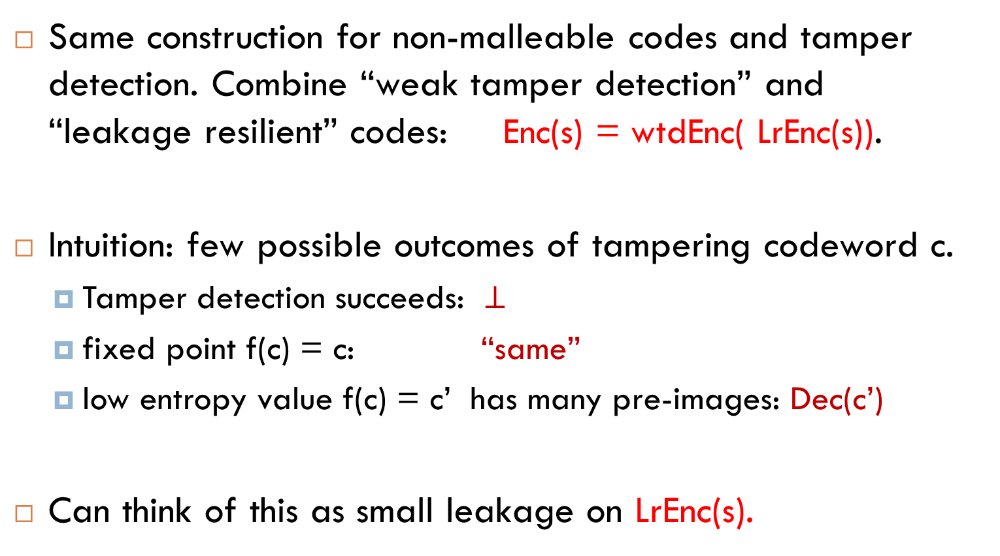 Same construction for non-malleable codes and tamper
detection. Combine “weak tamper detection” and
“leakage resilient” codes: Enc(s) = wtdEnc( LrEnc(s)).
Intuition: few possible outcomes of tampering codeword c.
Tamper detection succeeds: ⊥
fixed point f(c) = c: “same”
low entropy value f(c) = c’ has many pre-images: Dec(c’)
Can think of this as small leakage on LrEnc(s).